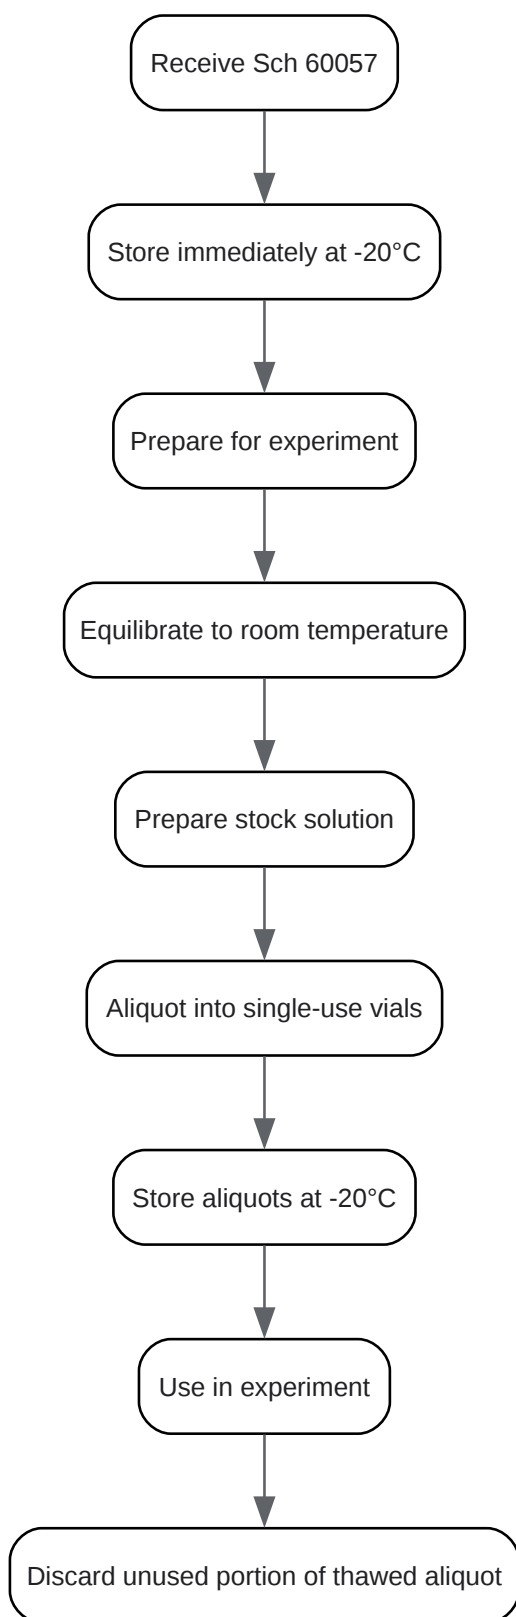 Receive Sch 60057
Store immediately at -20°C
Prepare for experiment
Equilibrate to room temperature
Prepare stock solution
Aliquot into single-use vials
Store aliquots at -20°C
Use in experiment
Discard unused portion of thawed aliquot